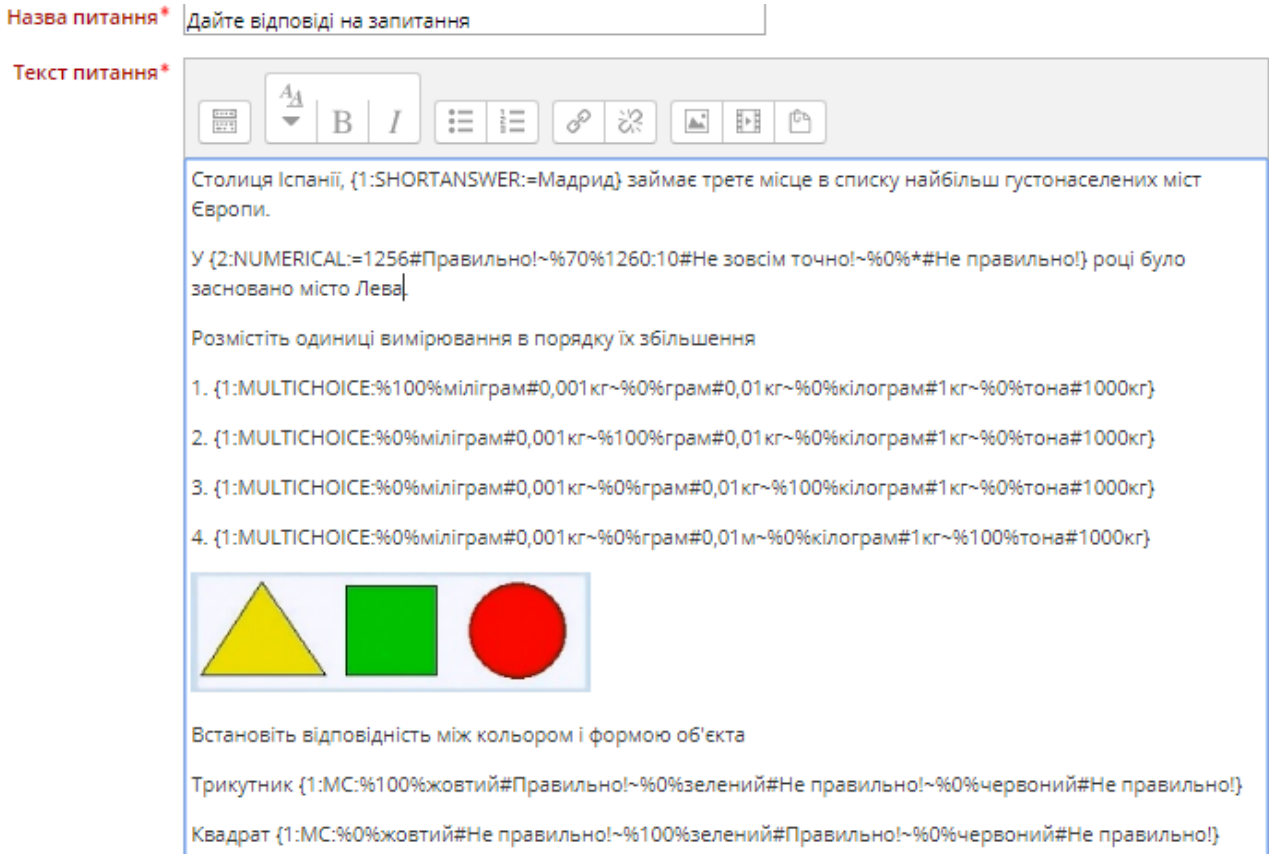 Назва питання*
Дайте відповіді на запитання
Текст питання*
Столиця Іспанії, {1:SHORTANSWER:=Мадрид} займає третє місце в списку найбільш густонаселених міст
Європи.
У {2:NUMERICAL:=1256#Правильно!~%70%1260:10#Не зовсім точно!~%0%*#Не правильно!} році було
засновано місто Лева.
Розмістіть одиниці вимірювання в порядку їх збільшення
1. {1:MULTICHOICE:%100%міліграм#0,001кг~%0%грам#0,01кг~%0%кілограм#1кг~%0%тона#1000кг}
2. {1:MULTICHOICE:%0%міліграм#0,001кг~%100%грам#0,01кг~%0%кілограм#1кг~%0%тона#1000кг}
3. {1:MULTICHOICE:%0%міліграм#0,001кг~%0%грам#0,01кг~%100%кілограм#1кг~%0%тона#1000кг}
4. {1:MULTICHOICE:%0%міліграм#0,001кг~%0%грам#0,01м~%0%кілограм#1кг~%100%тона#1000кг}
Встановіть відповідність між кольором і формою об'єкта
Трикутник {1:MC:%100%жовтий#Правильно!~%0%зелений#Не правильно!~%0%червоний#Не правильно!}
Квадрат {1:MC:%0%жовтий#Не правильно!~%100%зелений#Правильно!~%0%червоний#Не правильно!}